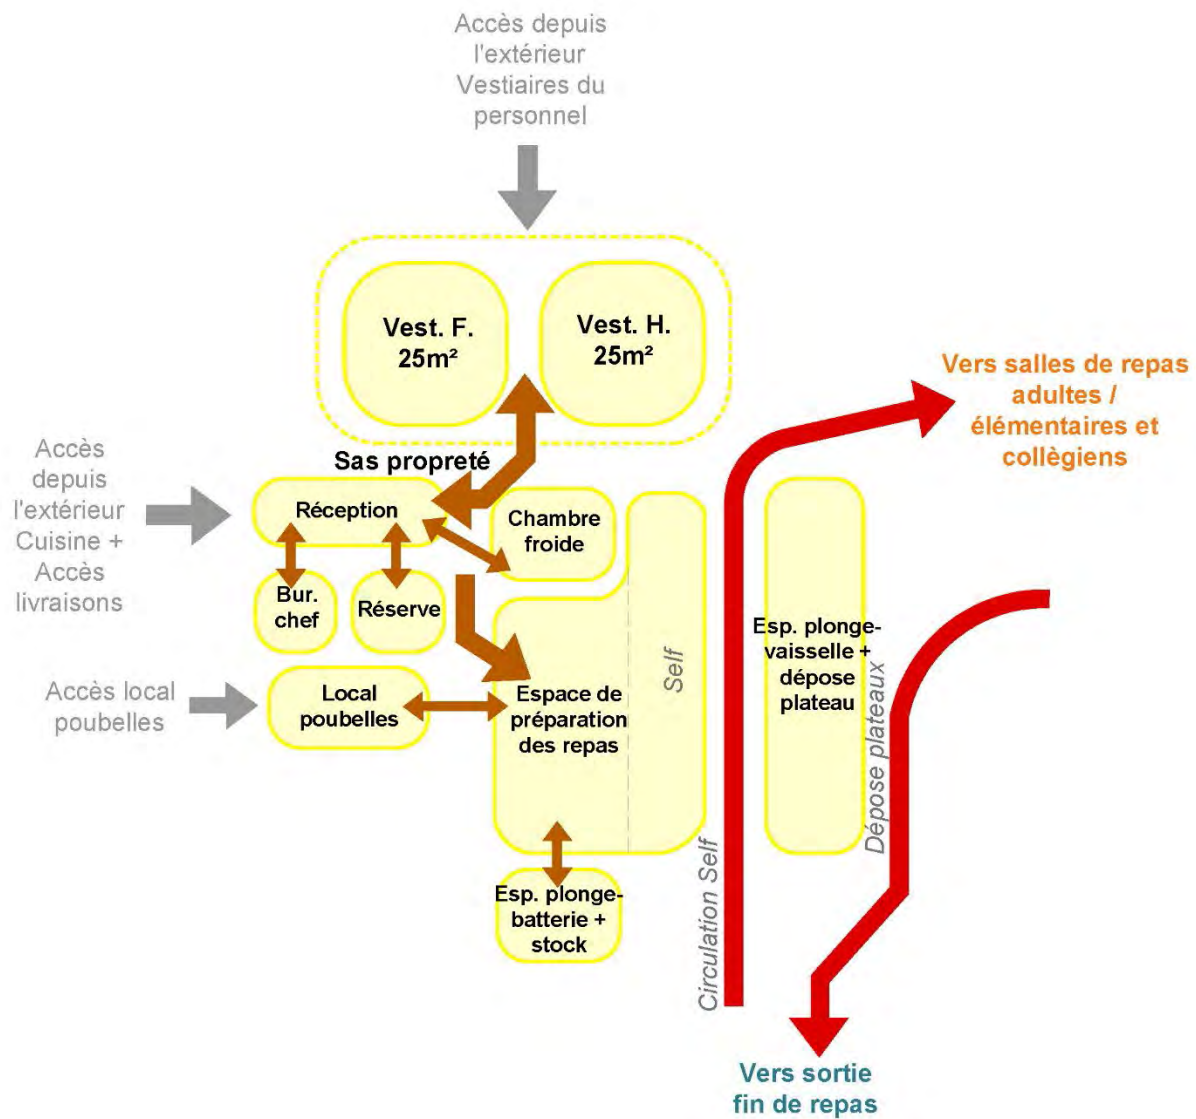 Accès depuis
l'extérieur
Vestiaires du
personnel
Vest. F.
25m²
Vest. H.
25m²
Vers salles de repas
adultes /
élémentaires et
collègiens
Sas propreté
Accès
depuis
l'extérieur
Cuisine +
Accès
livraisons
Réception
Chambre
froide
Bur.
chef
Réserve
Self
Esp. plonge-
vaisselle +
dépose
plateau
Accès local
poubelles
Local
poubelles
Espace de
préparation
des repas
Dépose plateaux
Circulation Self
Esp. plonge-
batterie +
stock
Vers sortie
fin de repas